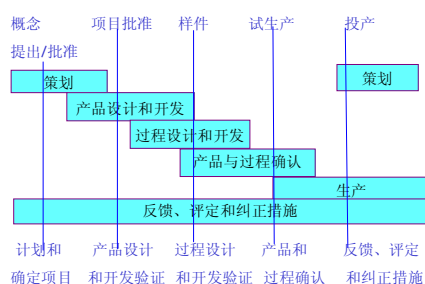 概念 项目批准 样件 试生产 投产
提出/批准
策划 策划
产品设计和开发
过程设计和开发
产品与过程确认
生产
反馈、评定和纠正措施
计划和 产品设计 过程设计 产品和 反馈、评定
确定项目 和开发验证 和开发验证 过程确认 和纠正措施